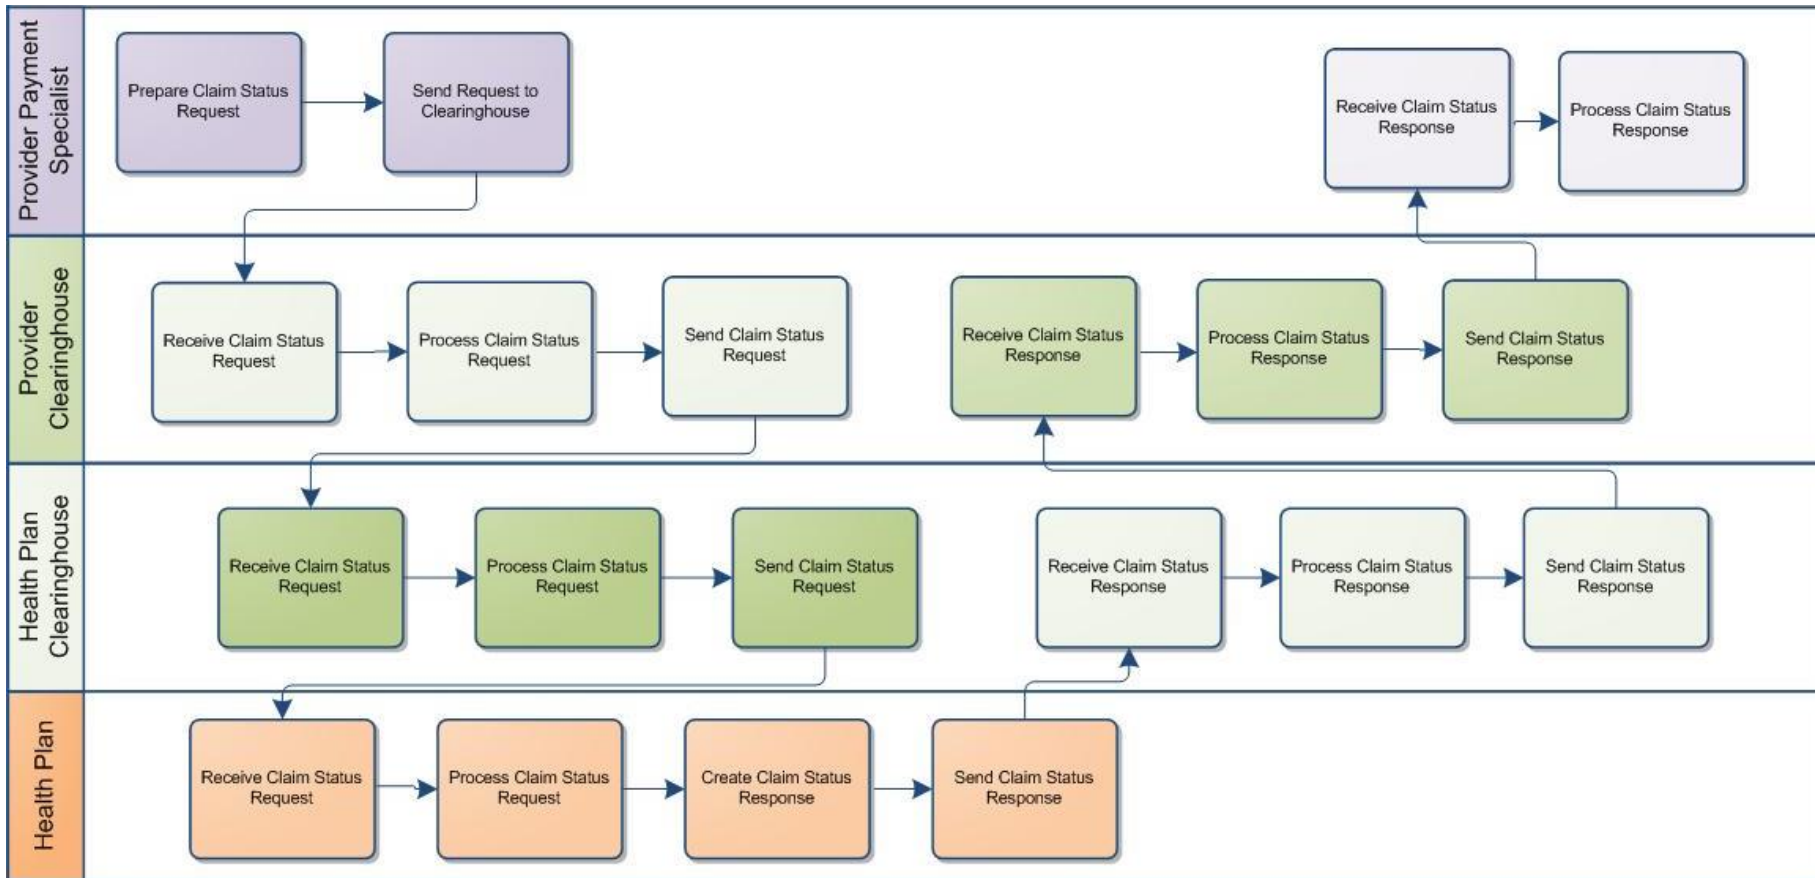 Provider Payment
Specialist
Prepare Claim Status
Request
Send Request to
Clearinghouse
Receive Claim Status
Response
Process Claim Status
Response
Provider
Clearinghouse
Receive Claim Status
Request
Process Claim Status
Request
Send Claim Status
Request
Receive Claim Status
Response
Process Claim Status
Response
Send Claim Status
Response
Health Plan
Clearinghouse
Receive Claim Status
Request
Process Claim Status
Request
Send Claim Status
Request
Receive Claim Status
Response
Process Claim Status
Response
Send Claim Status
Response
Health Plan
Receive Claim Status
Request
Process Claim Status
Request
Create Claim Status
Response
Send Claim Status
Response